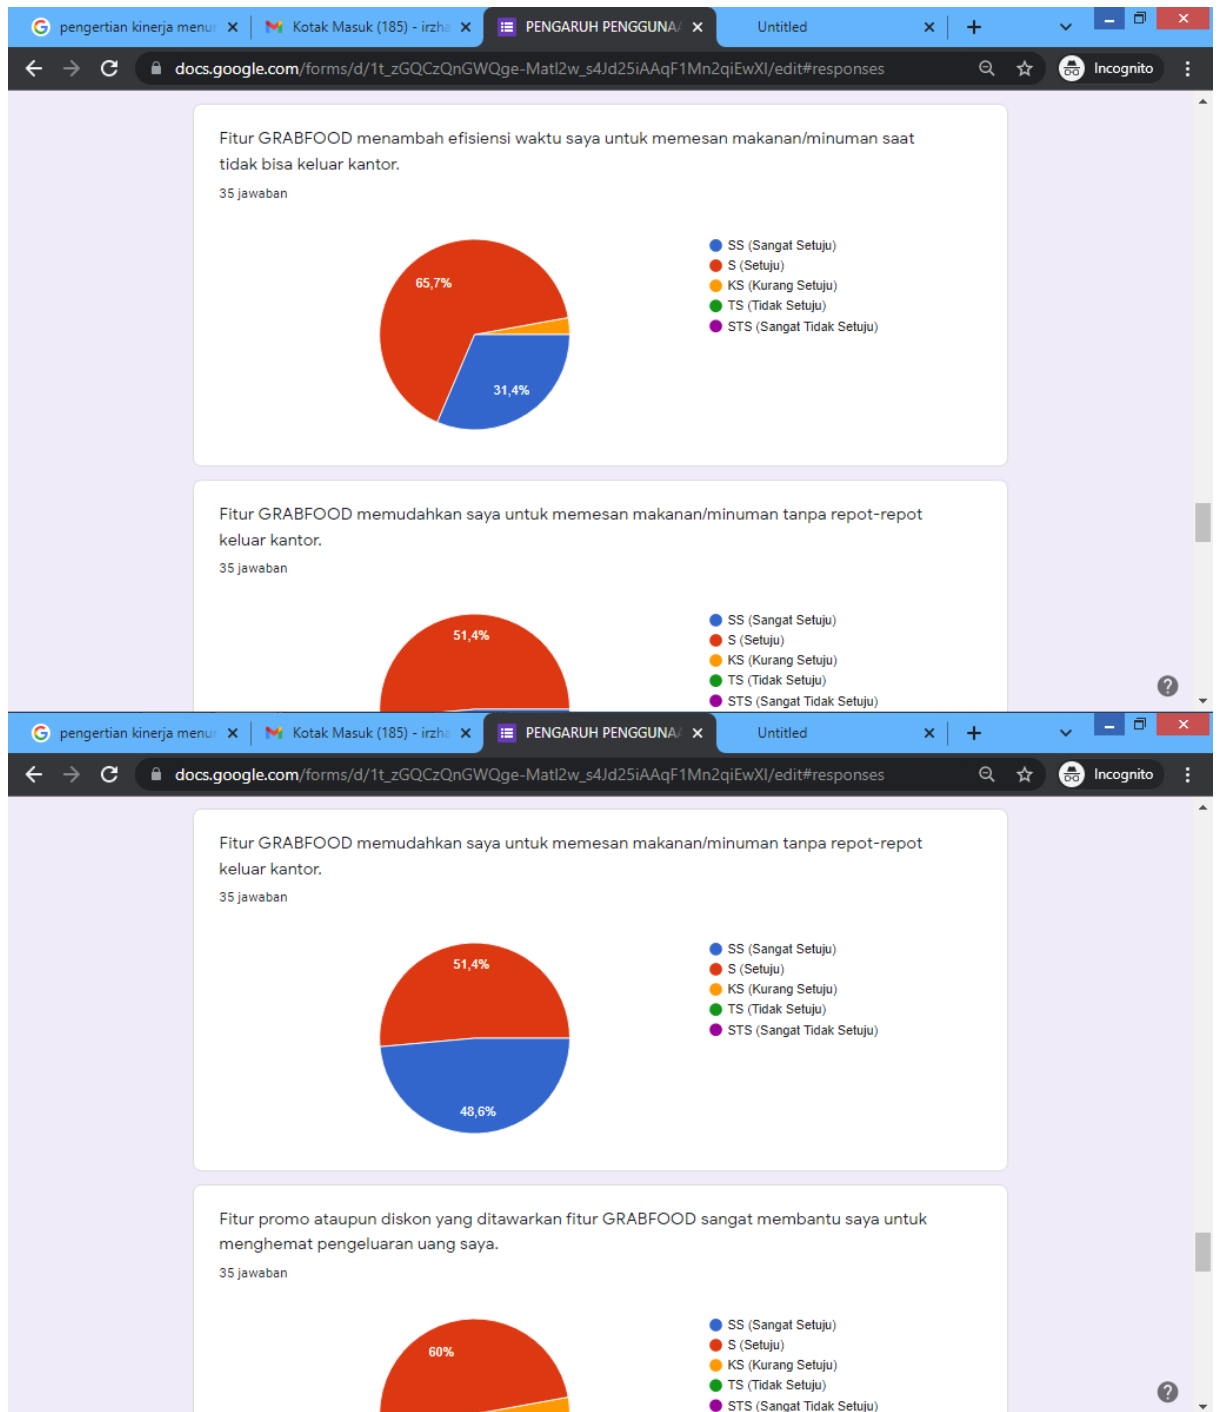 pengertian kinerja menur
Kotak Masuk (185) - irzha
PENGARUH PENGGUNAA
Untitled
docs.google.com/forms/d/1t_zGQCzQnGWQge-MatI2w_s4Jd25iAAqF1Mn2qiEwXI/edit#responses
Incognito
Fitur GRABFOOD menambah efisiensi waktu saya untuk memesan makanan/minuman saat
tidak bisa keluar kantor.
35 jawaban
65,7%
31,4%
SS (Sangat Setuju)
S (Setuju)
KS (Kurang Setuju)
TS (Tidak Setuju)
STS (Sangat Tidak Setuju)
Fitur GRABFOOD memudahkan saya untuk memesan makanan/minuman tanpa repot-repot
keluar kantor.
35 jawaban
51,4%
SS (Sangat Setuju)
S (Setuju)
KS (Kurang Setuju)
TS (Tidak Setuju)
STS (Sangat Tidak Setuju)
pengertian kinerja menur
Kotak Masuk (185) - irzha
PENGARUH PENGGUNAA
Untitled
docs.google.com/forms/d/1t_zGQCzQnGWQge-MatI2w_s4Jd25iAAqF1Mn2qiEwXI/edit#responses
Incognito
Fitur GRABFOOD memudahkan saya untuk memesan makanan/minuman tanpa repot-repot
keluar kantor.
35 jawaban
51,4%
48,6%
SS (Sangat Setuju)
S (Setuju)
KS (Kurang Setuju)
TS (Tidak Setuju)
STS (Sangat Tidak Setuju)
Fitur promo ataupun diskon yang ditawarkan fitur GRABFOOD sangat membantu saya untuk
menghemat pengeluaran uang saya.
35 jawaban
60%
SS (Sangat Setuju)
S (Setuju)
KS (Kurang Setuju)
TS (Tidak Setuju)
STS (Sangat Tidak Setuju)